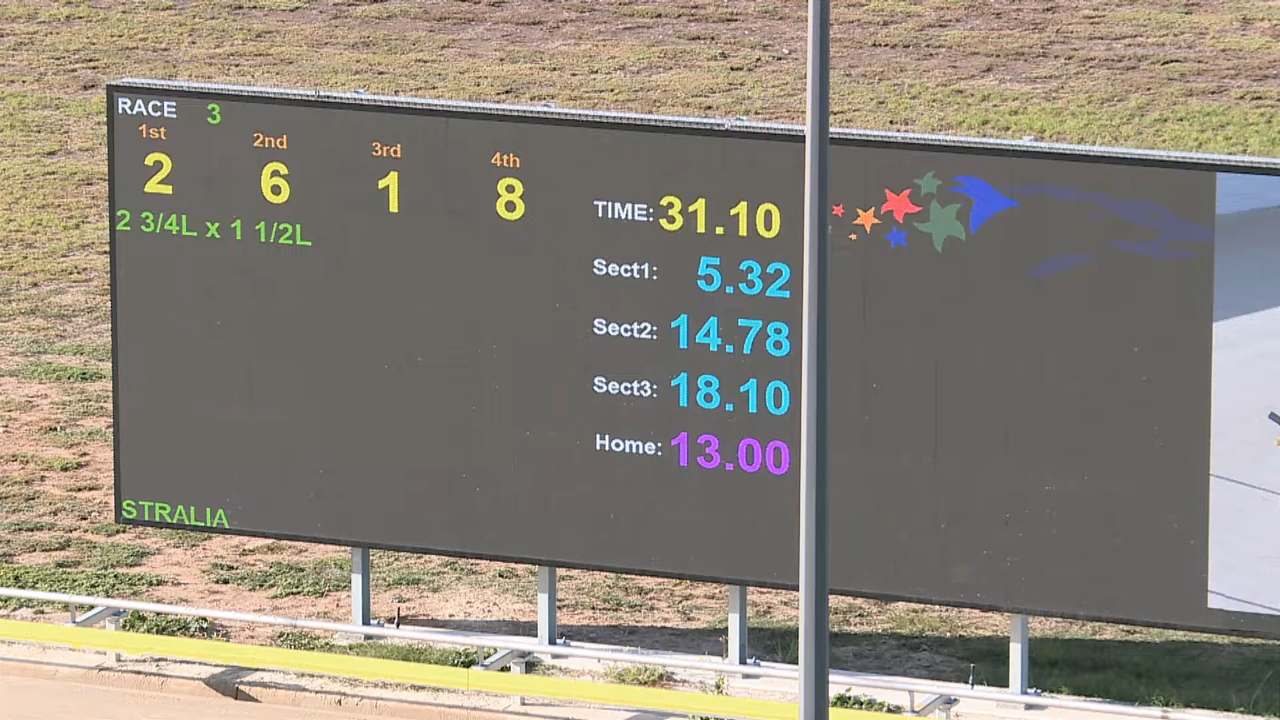 RACE 3
1st 2nd 3rd 4th
2 6 1 8
2 3/4L x 1 1/2L
TIME: 31.10
Sect1: 5.32
Sect2: 14.78
Sect3: 18.10
Home: 13.00
STRALIA